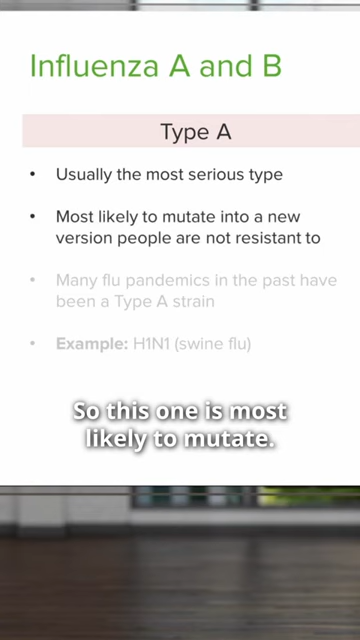 Influenza A and B
Type A
• Usually the most serious type
• Most likely to mutate into a new
version people are not resistant to
• Many flu pandemics in the past have
been a Type A strain
• Example: H1N1 (swine flu)
So this one is most
likely to mutate.